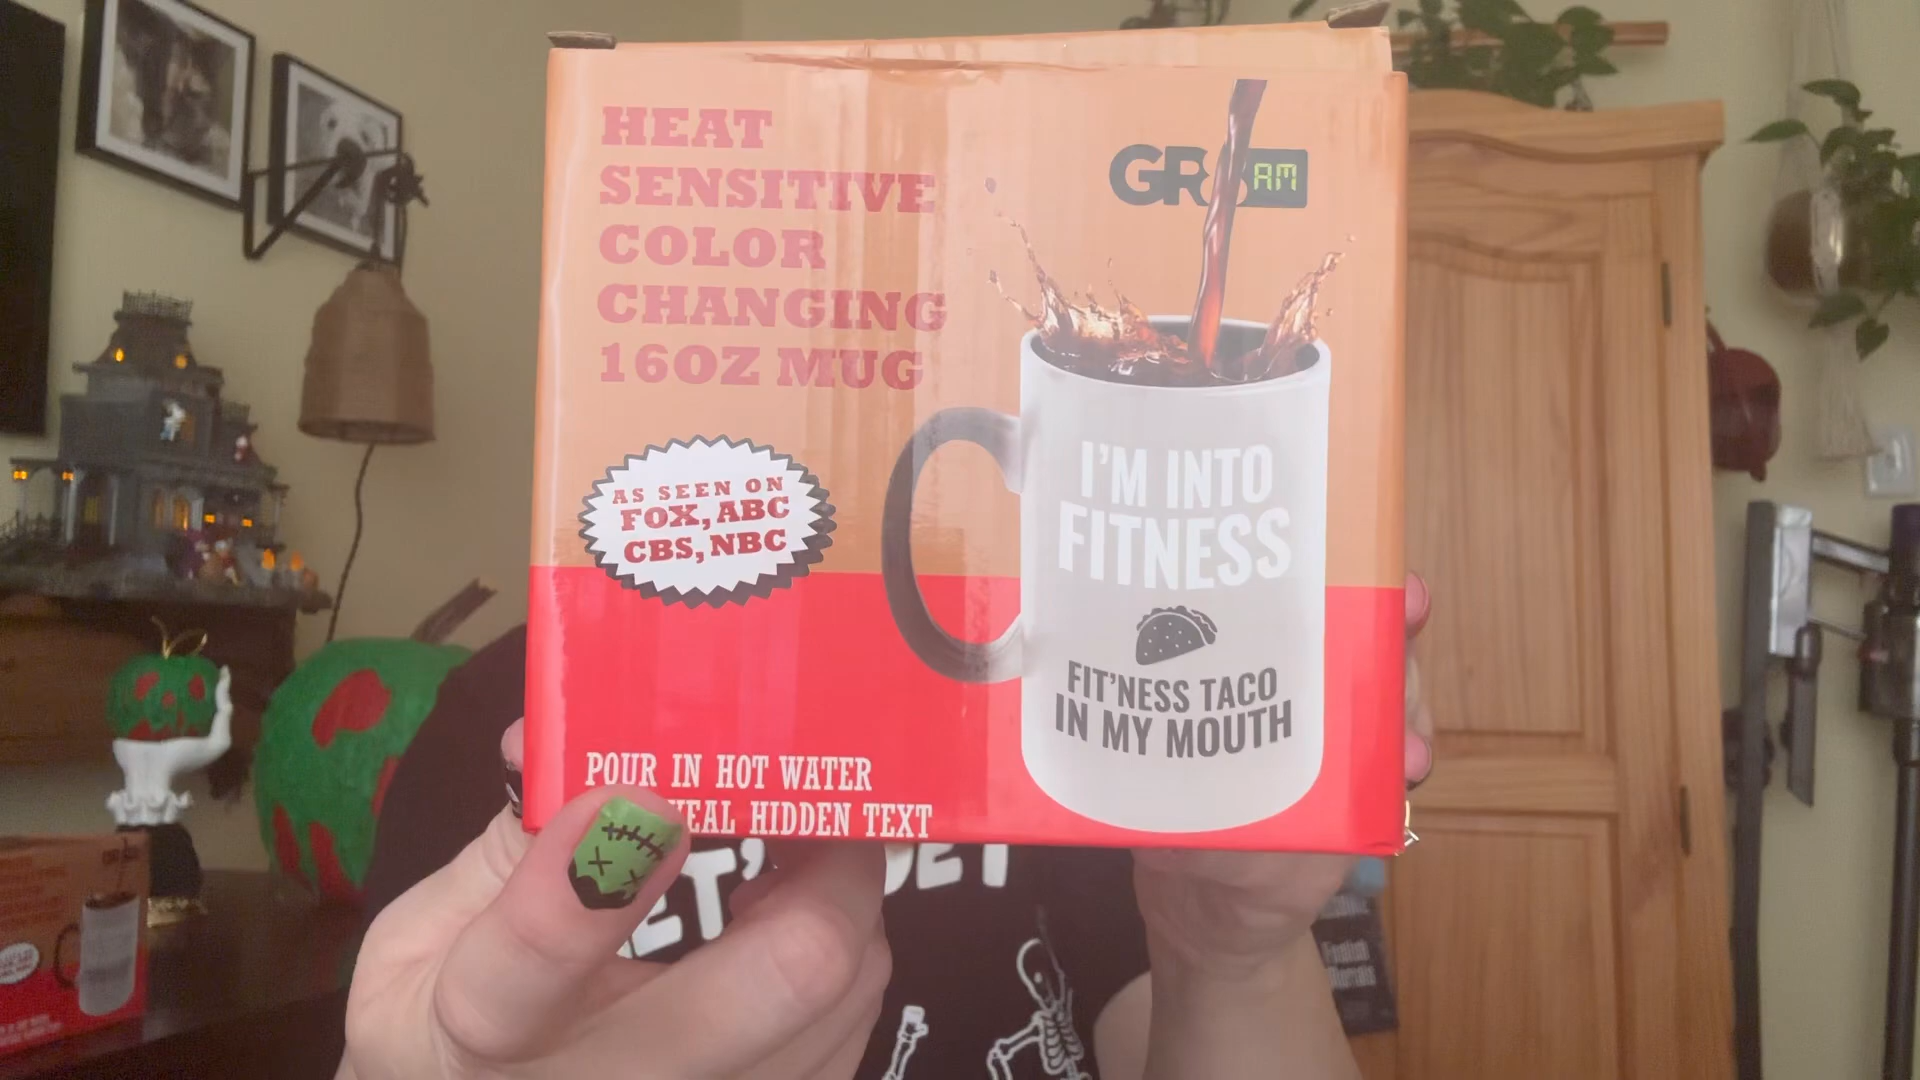 HEAT
SENSITIVE
COLOR
CHANGING
16OZ MUG
GR8 AM
AS SEEN ON
FOX, ABC
CBS, NBC
I'M INTO
FITNESS
FIT'NESS TACO
IN MY MOUTH
POUR IN HOT WATER
HIDDEN TEXT